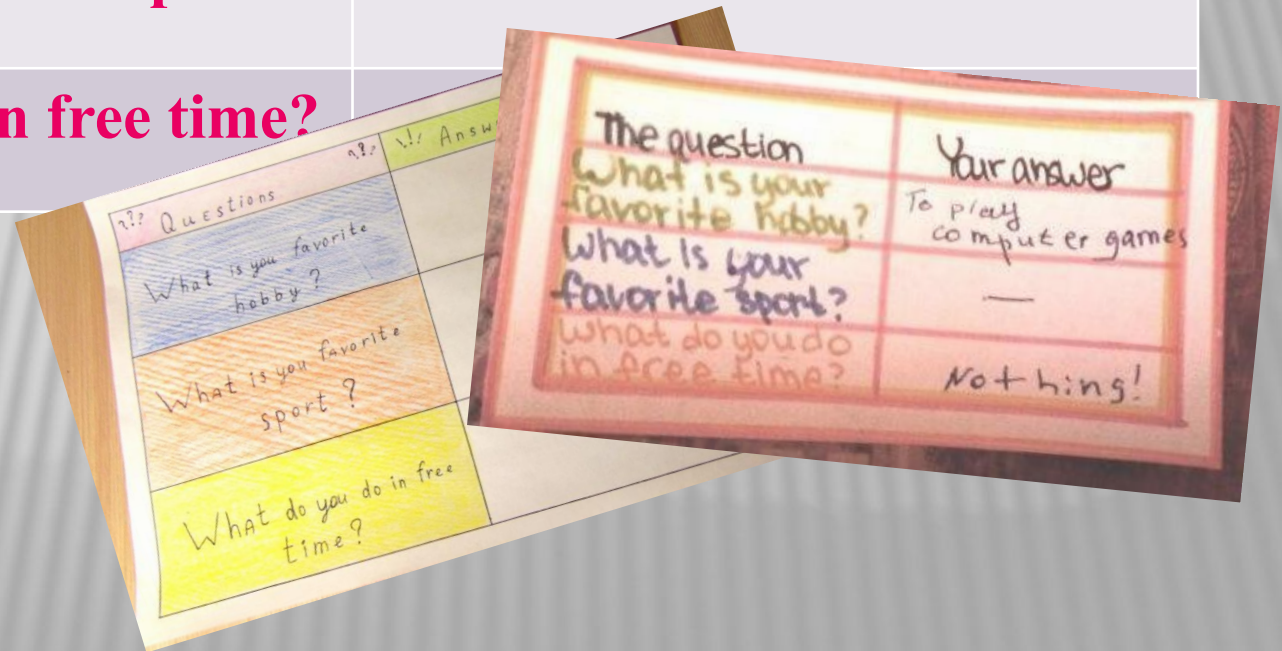 n free time?
Questions
Answ
What is you favorite
hobby?
What is you favorite
sport?
What do you do in free
time?
The question
Your answer
What is your
favorite hobby?
To play
computer games
What Is your
favorite sport?
—
What do you do
in free time?
Nothing!